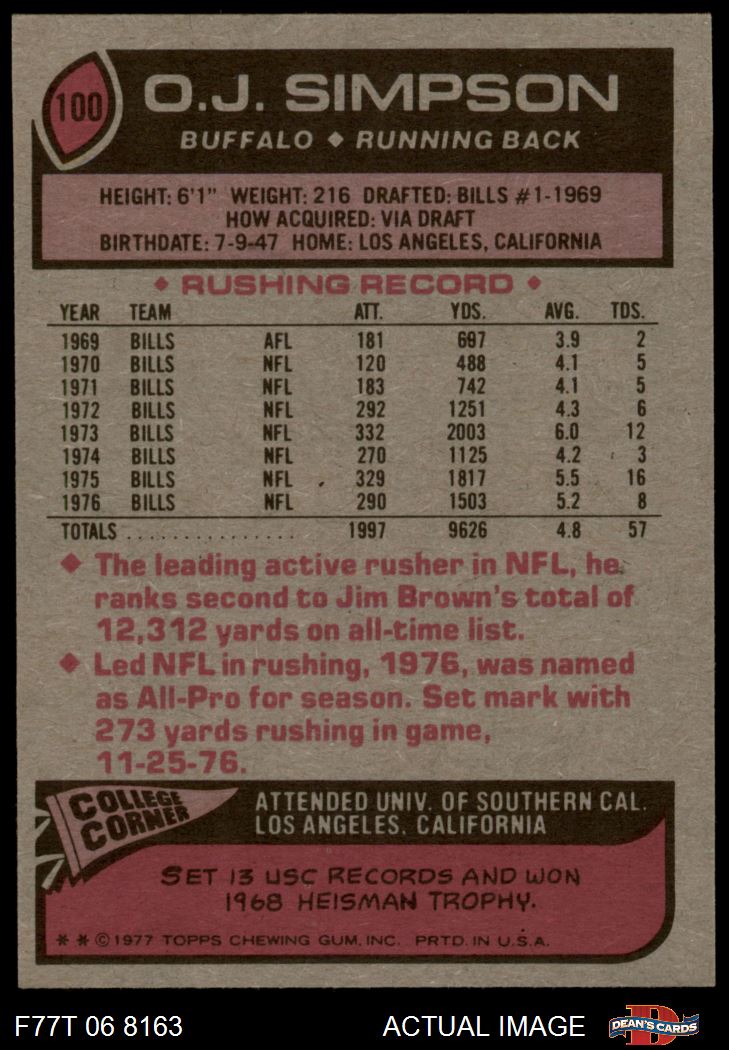 100 O.J. SIMPSON
BUFFALO ◆ RUNNING BACK
HEIGHT: 6'1" WEIGHT: 216 DRAFTED: BILLS #1-1969
HOW ACQUIRED: VIA DRAFT
BIRTHDATE: 7-9-47 HOME: LOS ANGELES, CALIFORNIA
◆ RUSHING RECORD ◆
YEAR TEAM ATT. YDS. AVG. TDS.
1969 BILLS AFL 181 697 3.9 2
1970 BILLS NFL 120 488 4.1 5
1971 BILLS NFL 183 742 4.1 5
1972 BILLS NFL 292 1251 4.3 6
1973 BILLS NFL 332 2003 6.0 12
1974 BILLS NFL 270 1125 4.2 3
1975 BILLS NFL 329 1817 5.5 16
1976 BILLS NFL 290 1503 5.2 8
TOTALS ................ 1997 9626 4.8 57
◆ The leading active rusher in NFL, he
ranks second to Jim Brown's total of
12,312 yards on all-time list.
◆ Led NFL in rushing, 1976, was named
as All-Pro for season. Set mark with
273 yards rushing in game,
11-25-76.
COLLEGE
CORNER
ATTENDED UNIV. OF SOUTHERN CAL.
LOS ANGELES, CALIFORNIA
SET 13 USC RECORDS AND WON
1968 HEISMAN TROPHY.
* * © 1977 TOPPS CHEWING GUM, INC. PRTD. IN U.S.A.
F77T 06 8163 ACTUAL IMAGE D DEAN'S CARDS